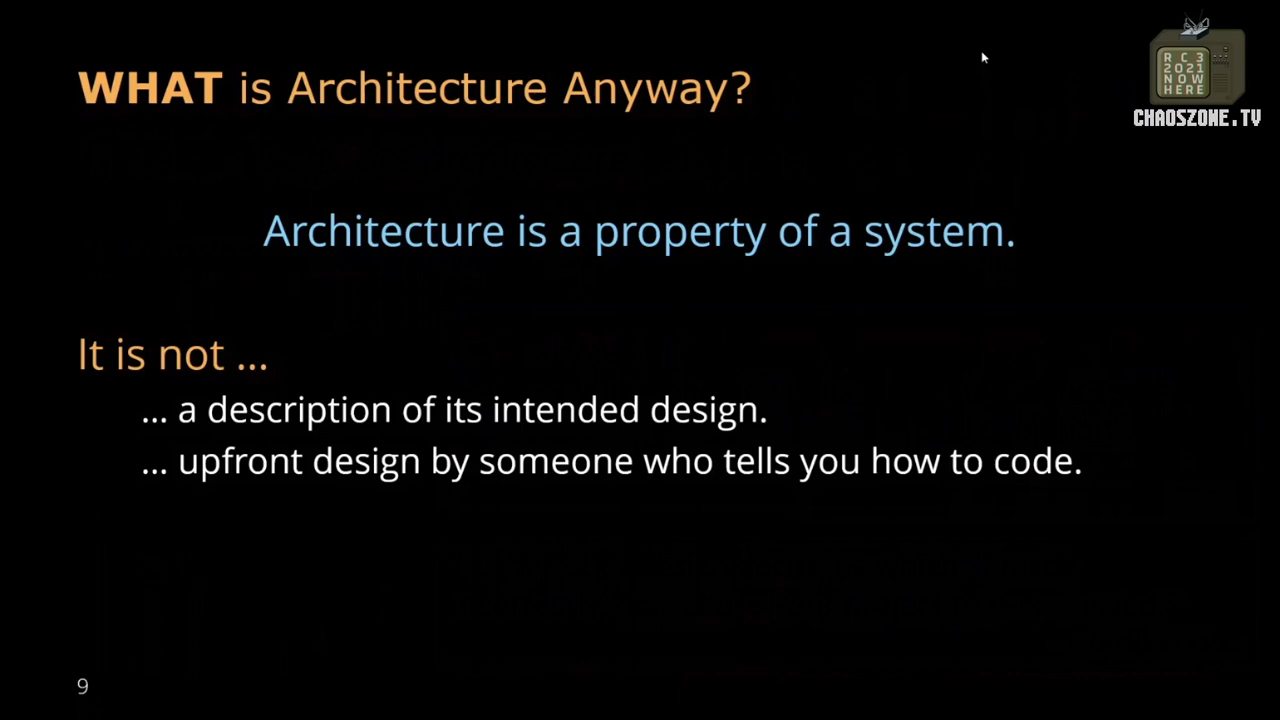 WHAT is Architecture Anyway?
RC3
2021
NOW
HERE
CHAOSZONE.TV
Architecture is a property of a system.
It is not ...
... a description of its intended design.
... upfront design by someone who tells you how to code.
9